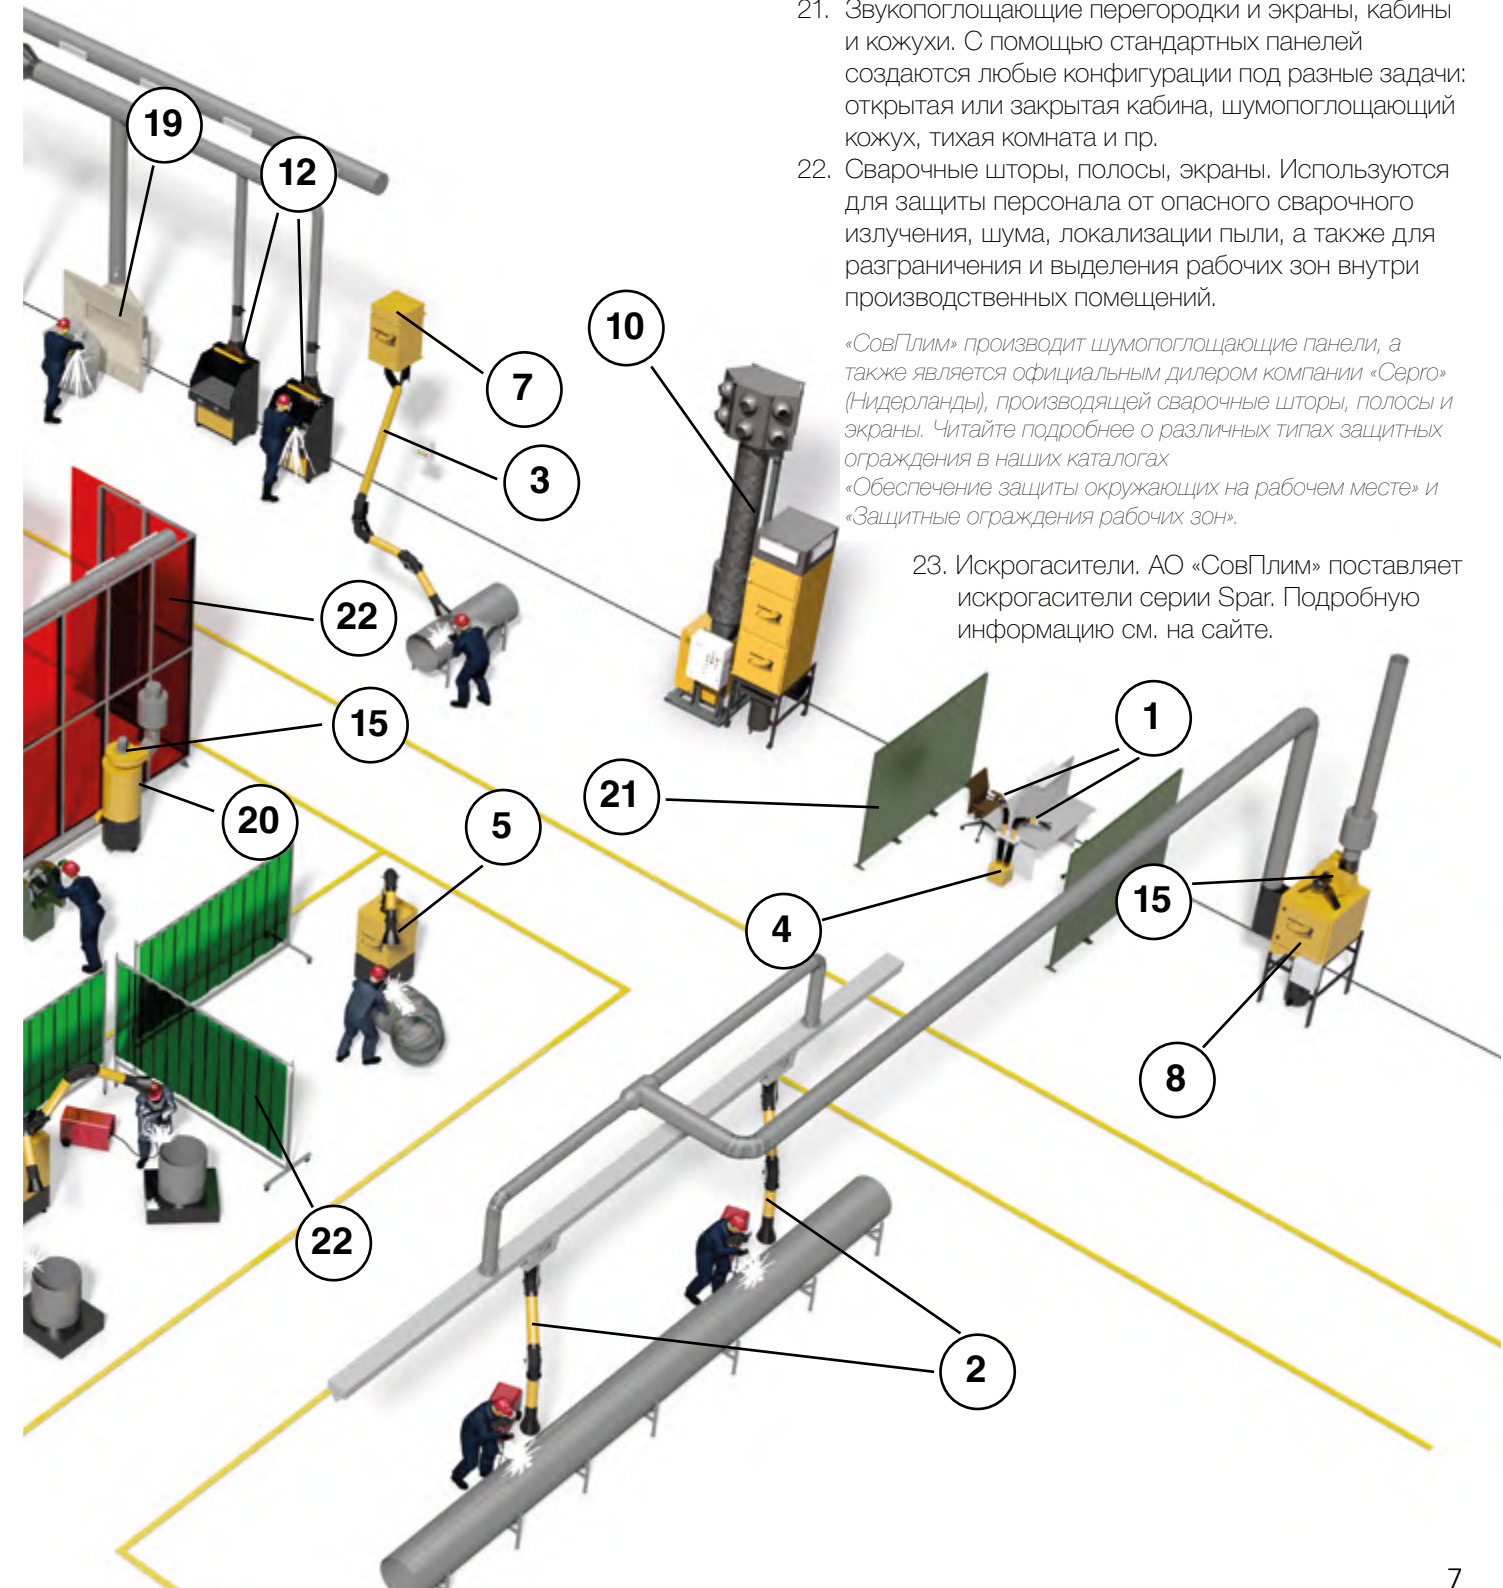 21. Звукопоглощающие перегородки и экраны, кабины
и кожухи. С помощью стандартных панелей
создаются любые конфигурации под разные задачи:
открытая или закрытая кабина, шумопоглощающий
кожух, тихая комната и пр.
22. Сварочные шторы, полосы, экраны. Используются
для защиты персонала от опасного сварочного
излучения, шума, локализации пыли, а также для
разграничения и выделения рабочих зон внутри
производственных помещений.
«СовПлим» производит шумопоглощающие панели, а
также является официальным дилером компании «Cepro»
(Нидерланды), производящей сварочные шторы, полосы и
экраны. Читайте подробнее о различных типах защитных
ограждения в наших каталогах
«Обеспечение защиты окружающих на рабочем месте» и
«Защитные ограждения рабочих зон».
23. Искрогасители. АО «СовПлим» поставляет
искрогасители серии Spar. Подробную
информацию см. на сайте.
19
12
10
7
3
22
15
1
21
20
5
15
4
8
22
2
7